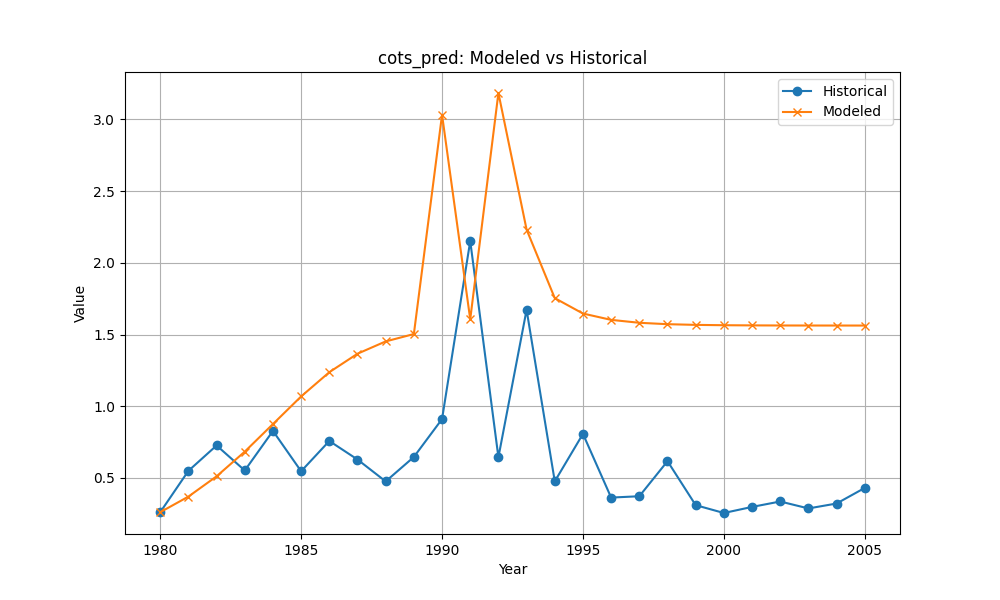 cots_pred: Modeled vs Historical
Historical
Modeled
Value
3.0
2.5
2.0
1.5
1.0
0.5
1980 1985 1990 1995 2000 2005
Year